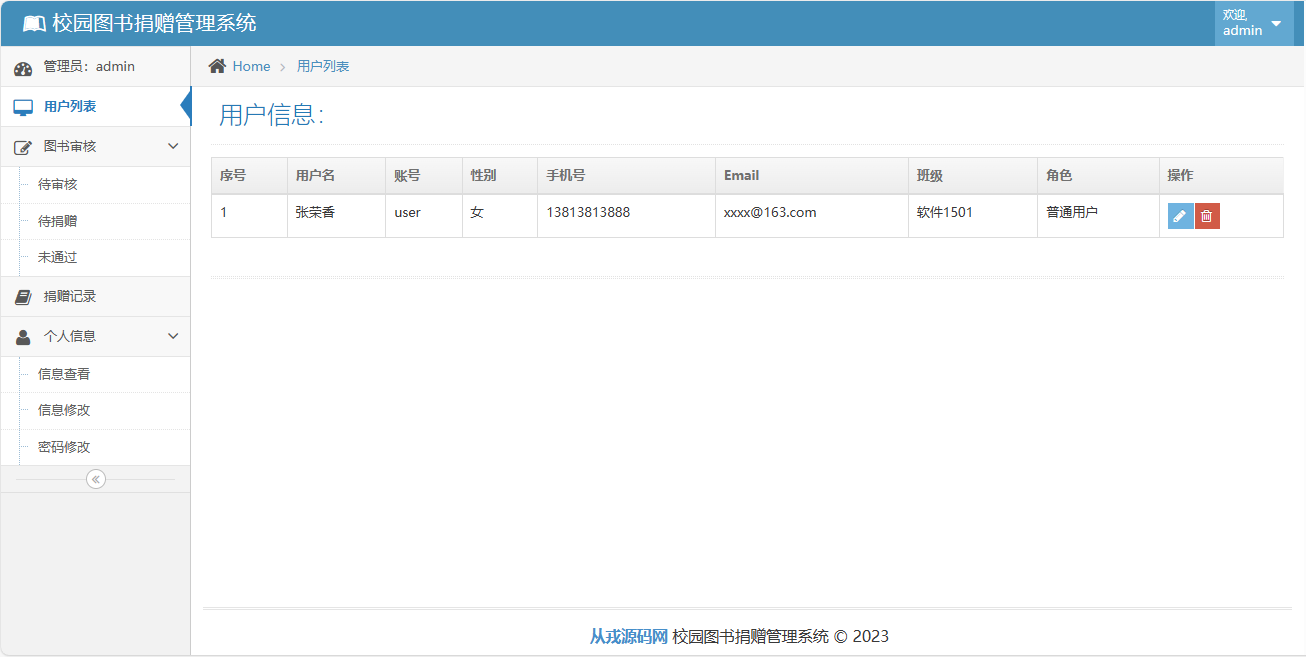 校园图书捐赠管理系统
欢迎,
admin
管理员：admin
用户列表
图书审核
待审核
待捐赠
未通过
捐赠记录
个人信息
信息查看
信息修改
密码修改
Home
用户列表
用户信息：
序号 用户名 账号 性别 手机号 Email 班级 角色 操作
1 张荣香 user 女 13813813888 xxxx@163.com 软件1501 普通用户
从戎源码网 校园图书捐赠管理系统 © 2023